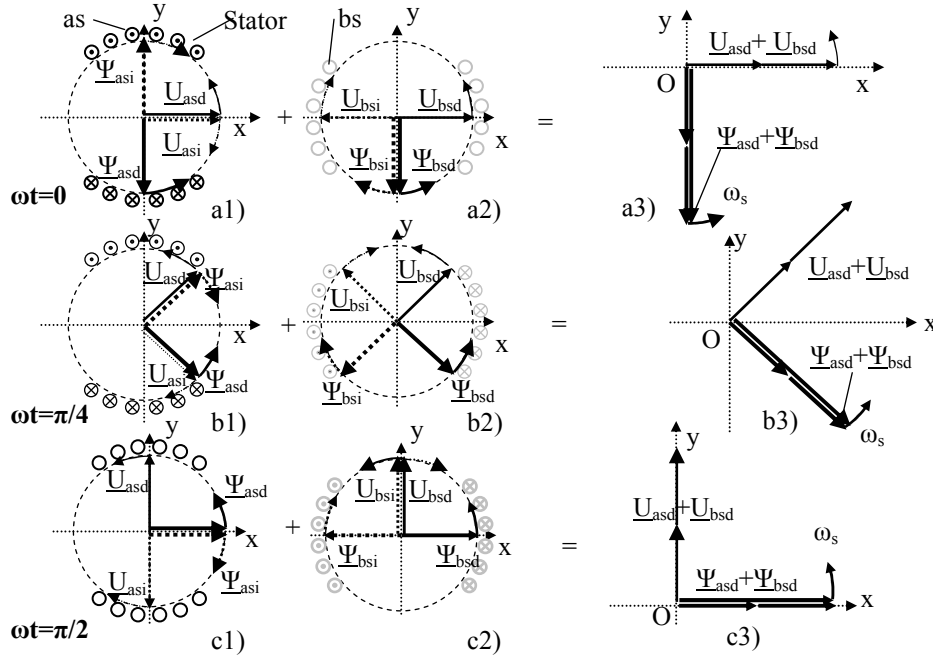 as
y
Stator
Ψasi
Uasd
x
Uasi
Ψasd
ωt=0
a1)
+
y
bs
Ubsi
Ubsd
x
Ψbsi
Ψbsd
a2)
=
Uasd+Ubsd
O
x
Ψasd+Ψbsd
ωs
a3)
y
Uasd
Ψasi
x
Uasi
Ψasd
ωt=π/4
b1)
+
y
Ubsd
Ubsi
x
Ψbsi
Ψbsd
b2)
=
y
Uasd+Ubsd
O
x
Ψasd+Ψbsd
ωs
b3)
y
Uasd
Ψasd
x
Uasi
Ψasi
ωt=π/2
c1)
+
y
Ubsi
Ubsd
x
Ψbsi
Ψbsd
c2)
=
y
Uasd+Ubsd
ωs
Ψasd+Ψbsd
O
x
c3)